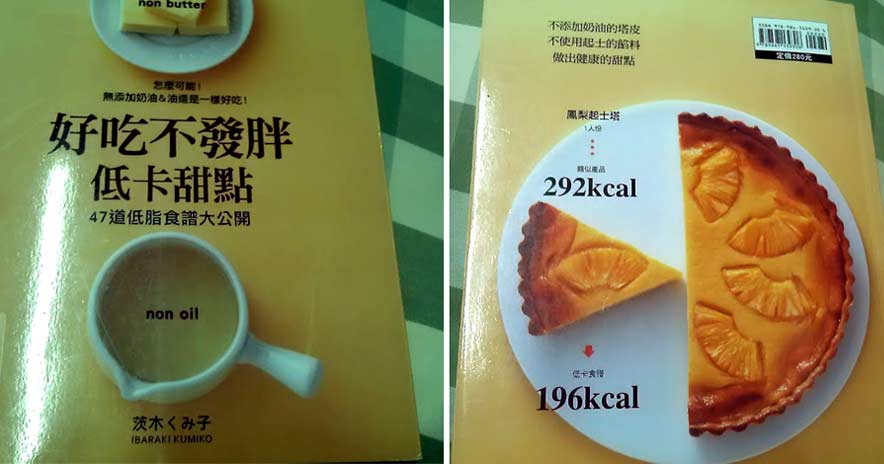 non butter
怎麼可能!
無添加奶油&油還是一樣好吃!
好吃不發胖
低卡甜點
47道低脂食譜大公開
non oil
茨木くみ子
IBARAKI KUMIKO
不添加奶油的塔皮
不使用起士的餡料
做出健康的甜點
定價280元
鳳梨起士塔
1人份
類似產品
292kcal
低卡食譜
196kcal